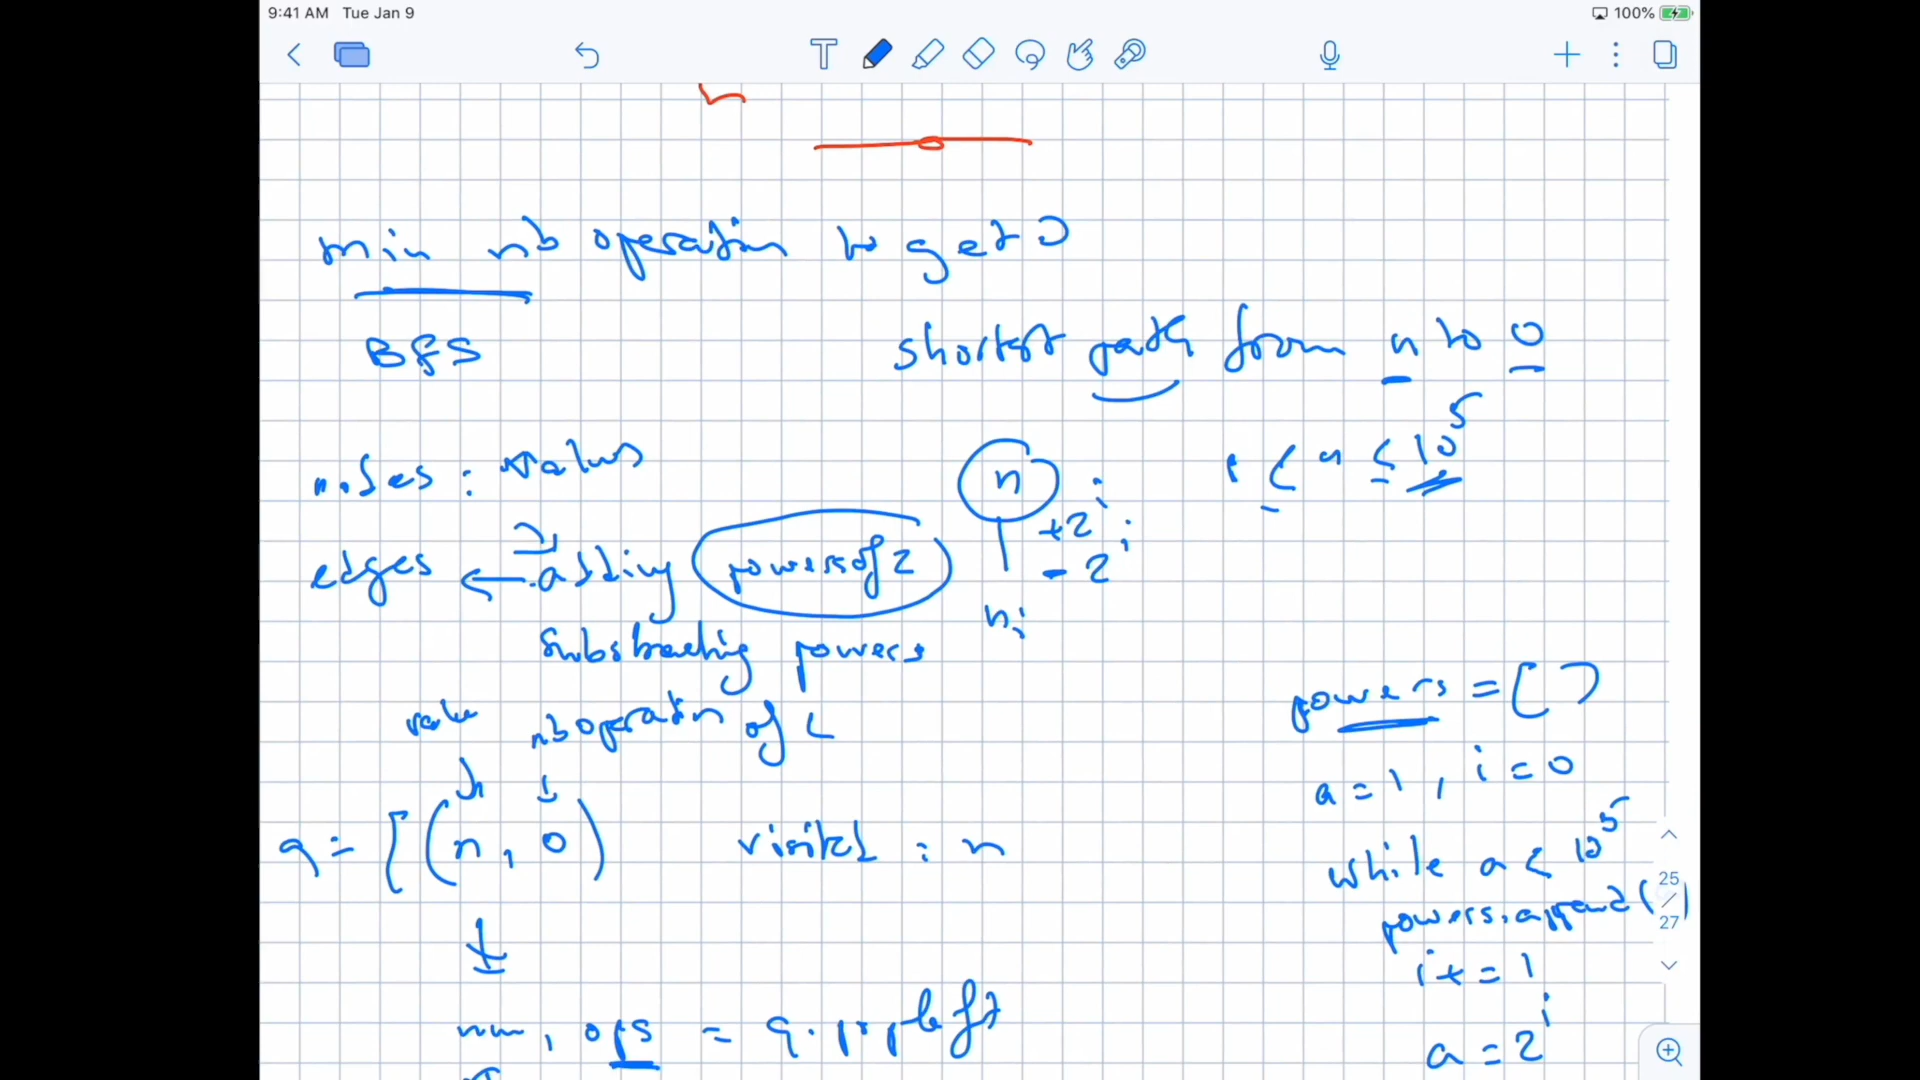 9:41 AM Tue Jan 9
100%
min nb operation to get 0
BFS
shortest path from n to 0
nodes : values
n
1 ≤ n ≤ 10^5
edges adding powers of 2
+2^i
-2^i
n_i
substracting powers
of 2
value
nb operation
powers = [ ]
a = 1, i = 0
q = [(n, 0)
visited : n
while a < 10^5
powers.append(
i += 1
a = 2^i
num, ops = q.popleft
25
27